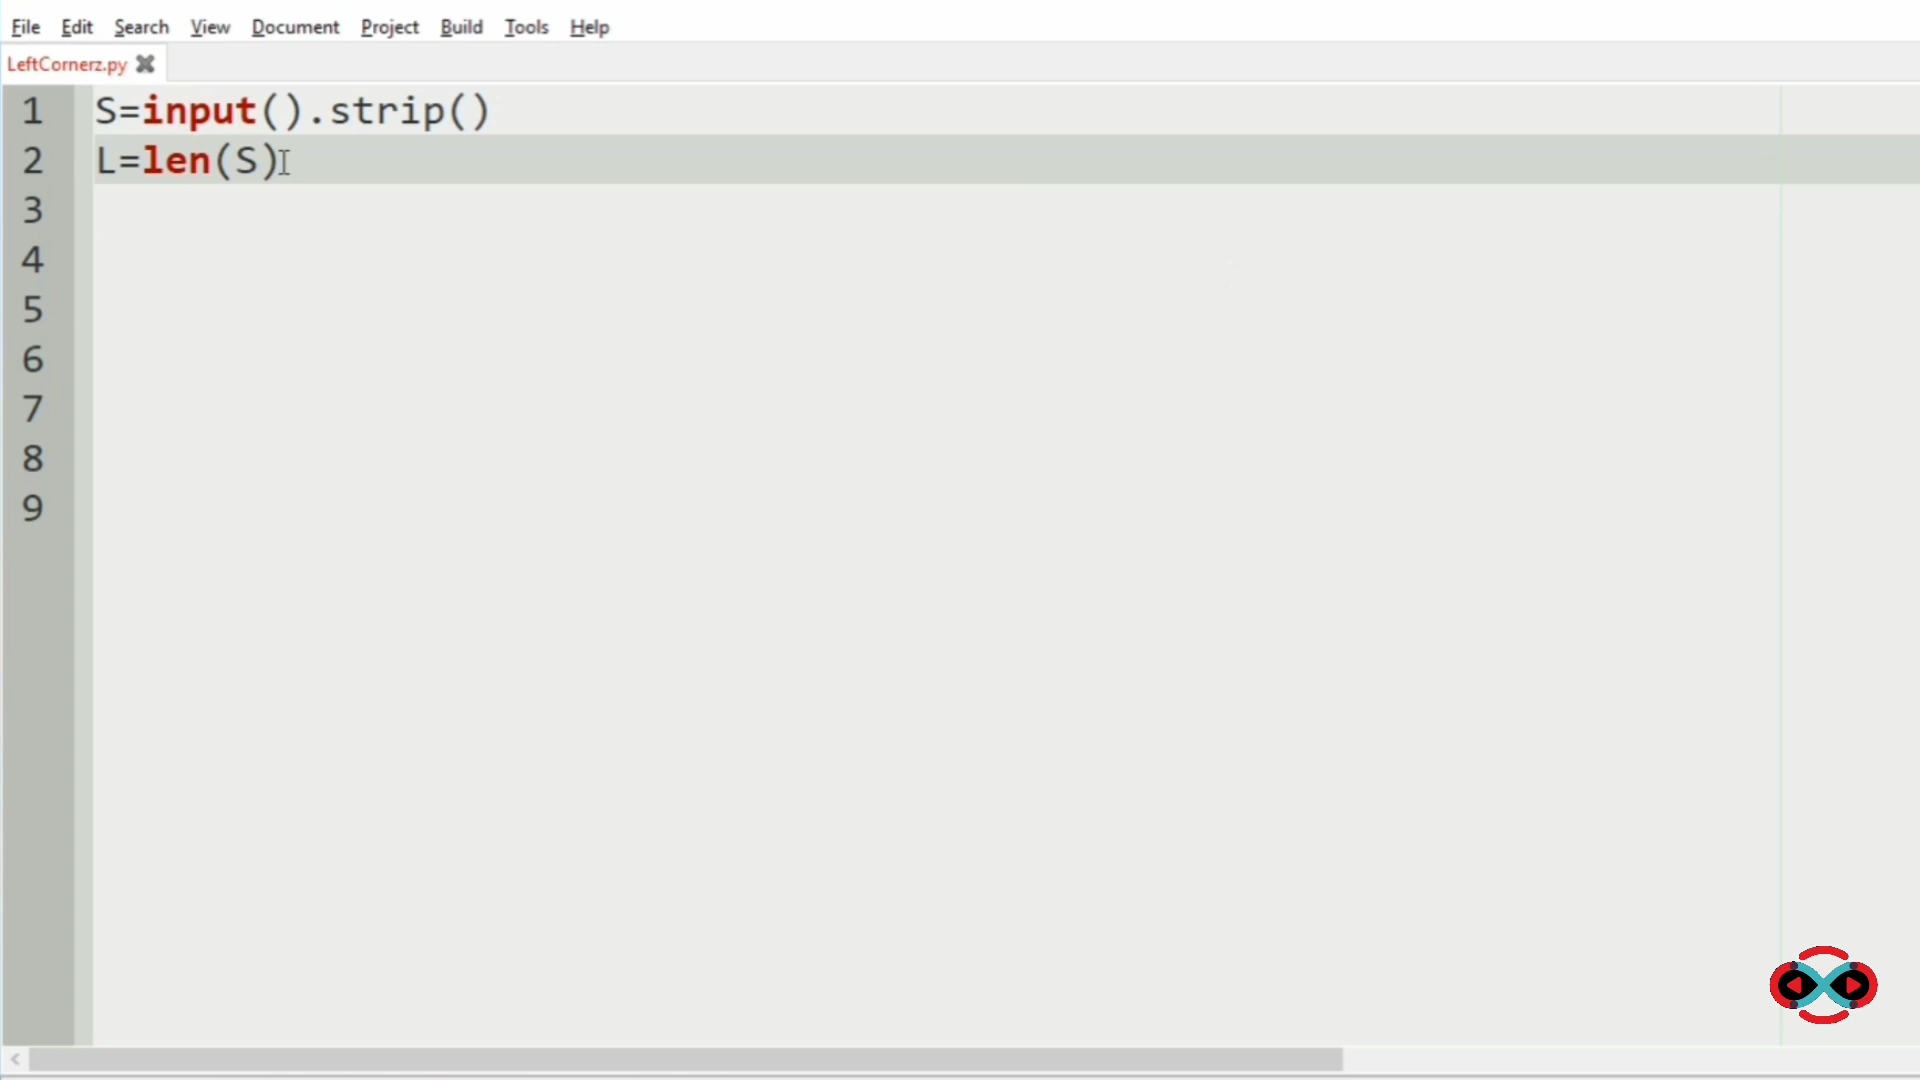 File Edit Search View Document Project Build Tools Help
LeftCornerz.py
1 S=input().strip()
2 L=len(S)
3
4
5
6
7
8
9